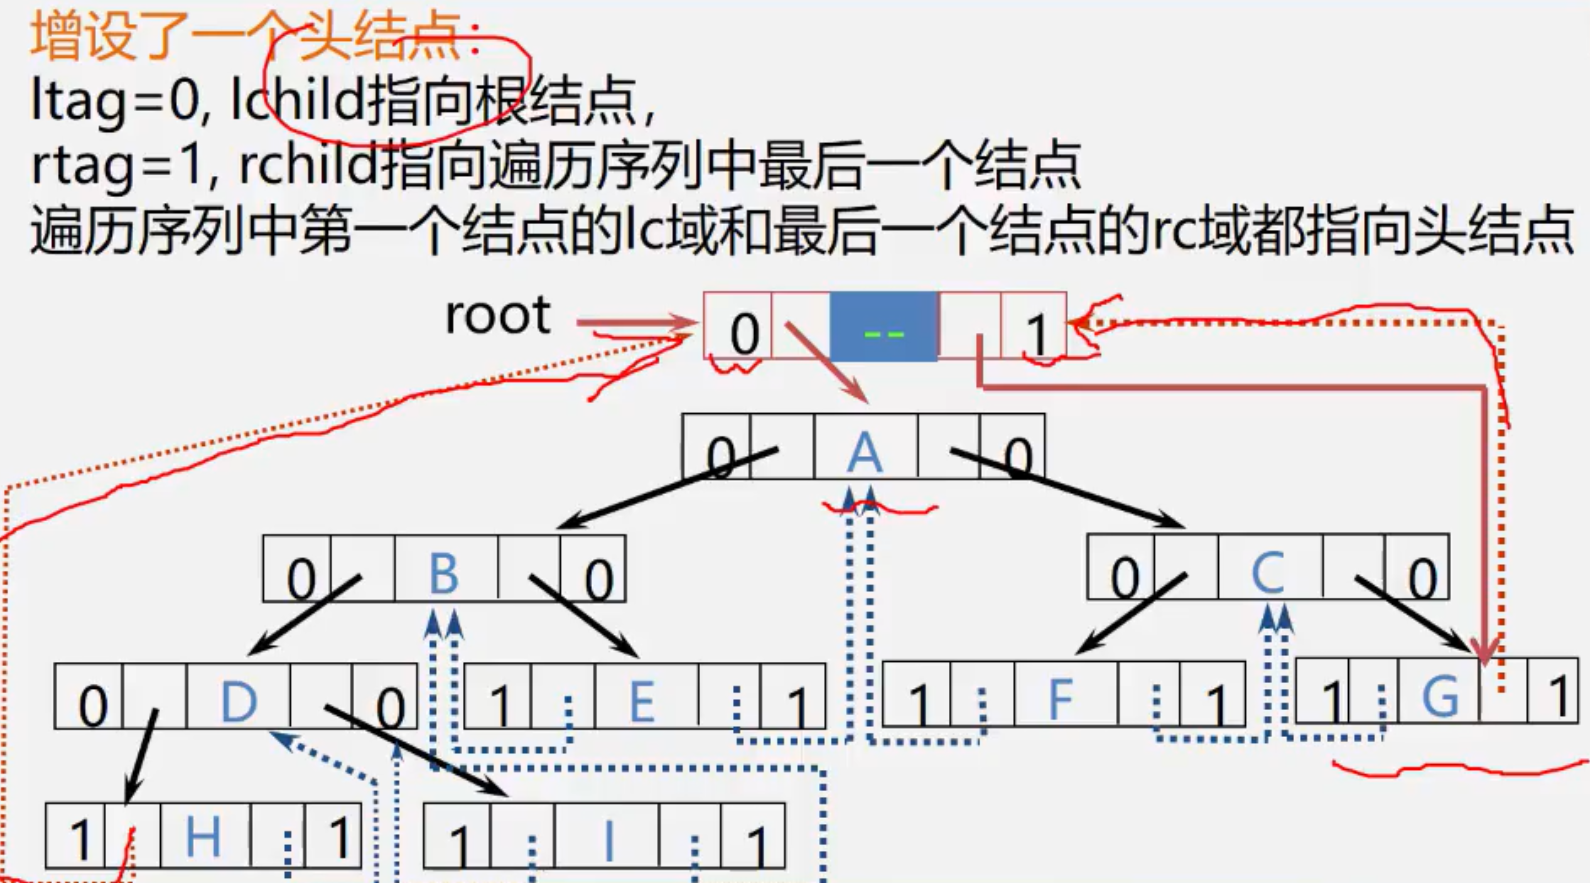 增设了一个头结点：
ltag=0, lchild指向根结点，
rtag=1, rchild指向遍历序列中最后一个结点
遍历序列中第一个结点的lc域和最后一个结点的rc域都指向头结点
root 0 -- 1
0 A 0
0 B 0 0 C 0
0 D 0 1 E 1 1 F 1 1 G 1
1 H 1 1 I 1